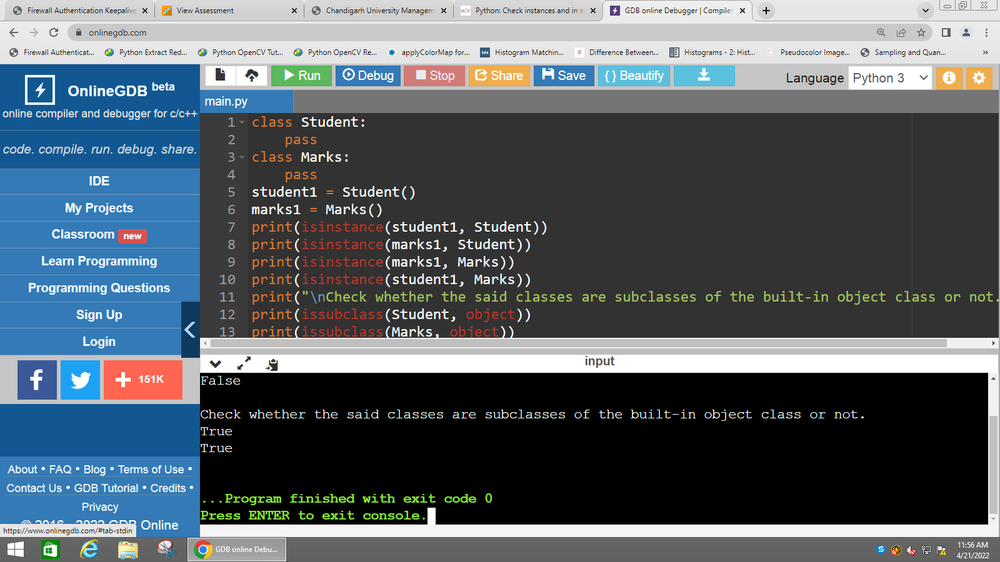 Firewall Authentication Keepalive
View Assessment
Chandigarh University Managem
Python: Check instances and in s
GDB online Debugger | Compiler
onlinegdb.com
Firewall Authenticat...
Python Extract Red...
Python OpenCV Tut...
Python OpenCV Re...
applyColorMap for...
tds
Histogram Matchin...
Difference Between...
Histograms - 2: Hist...
Pseudocolor Image...
Sampling and Quan...
»
OnlineGDB beta
online compiler and debugger for c/c++
code. compile. run. debug. share.
IDE
My Projects
Classroom new
Learn Programming
Programming Questions
Sign Up
Login
f
+ 151K
About • FAQ • Blog • Terms of Use •
Contact Us • GDB Tutorial • Credits •
Privacy
© 2016 - 2022 GDB Online
https://www.onlinegdb.com/#tab-stdin
Run
Debug
Stop
Share
Save
{ } Beautify
Language
Python 3
main.py
1 class Student:
2     pass
3 class Marks:
4     pass
5 student1 = Student()
6 marks1 = Marks()
7 print(isinstance(student1, Student))
8 print(isinstance(marks1, Student))
9 print(isinstance(marks1, Marks))
10 print(isinstance(student1, Marks))
11 print("\nCheck whether the said classes are subclasses of the built-in object class or not.
12 print(issubclass(Student, object))
13 print(issubclass(Marks, object))
input
False
Check whether the said classes are subclasses of the built-in object class or not.
True
True
...Program finished with exit code 0
Press ENTER to exit console.
GDB online Debu...
11:56 AM
4/21/2022